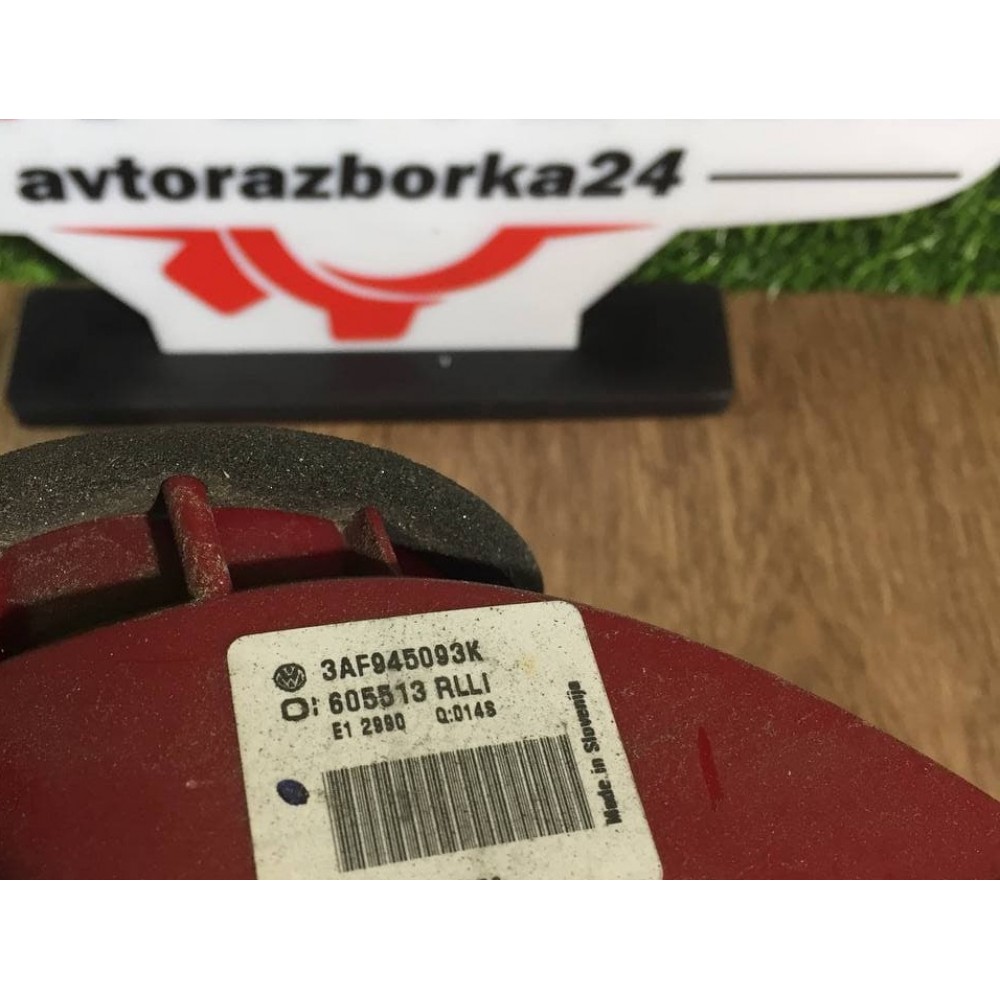 avtorazborka24
3AF945093K
605513 RLLI
E1 2990 Q:014S
Made in Slovenija